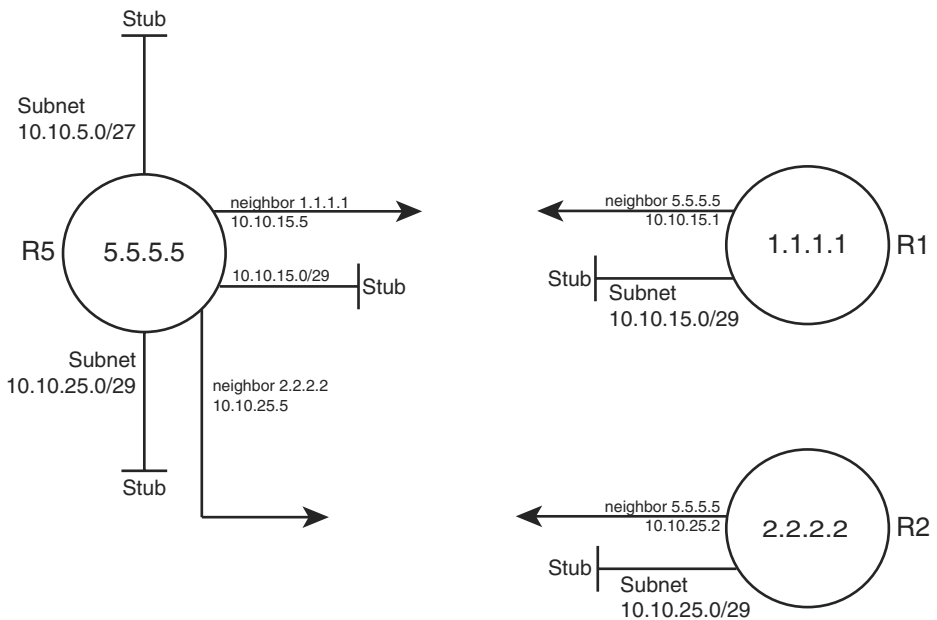 Stub
Subnet
10.10.5.0/27
neighbor 1.1.1.1
10.10.15.5
R5
5.5.5.5
10.10.15.0/29
Stub
Subnet
10.10.25.0/29
neighbor 2.2.2.2
10.10.25.5
Stub
neighbor 5.5.5.5
10.10.15.1
1.1.1.1
R1
Stub
Subnet
10.10.15.0/29
neighbor 5.5.5.5
10.10.25.2
2.2.2.2
R2
Stub
Subnet
10.10.25.0/29